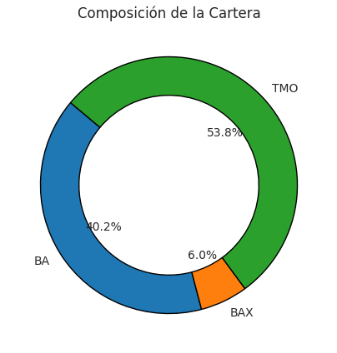 Composición de la Cartera
TMO
53.8%
40.2%
6.0%
BA
BAX